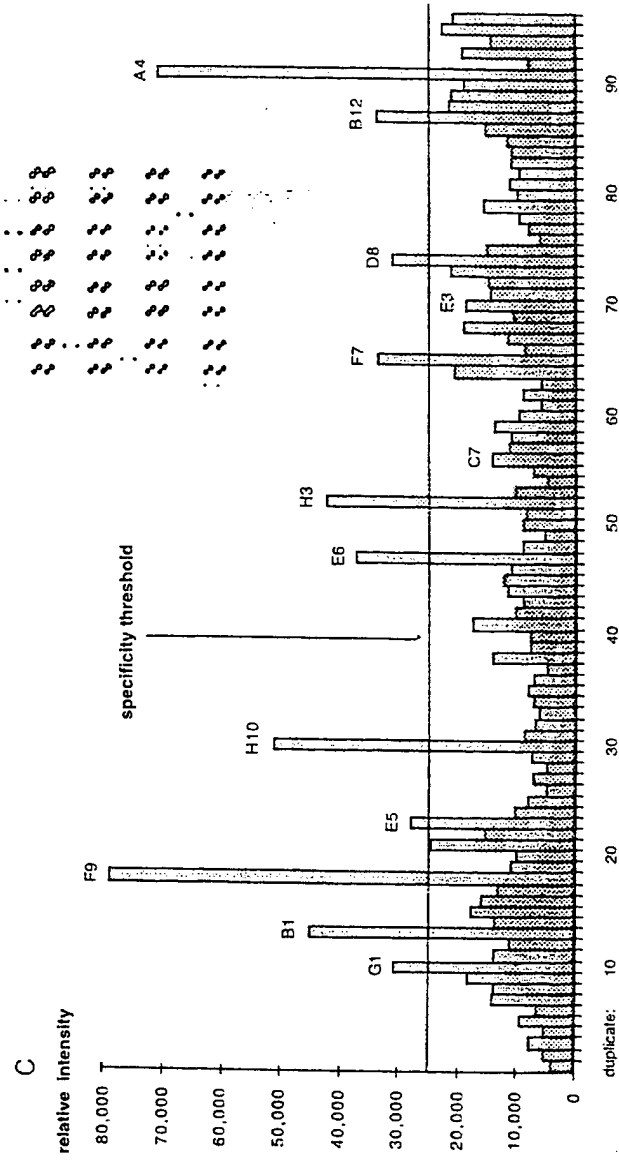 C
relative intensity
80,000
70,000
60,000
50,000
40,000
30,000
20,000
10,000
0
specificity threshold
G1
B1
F9
E5
H10
E6
H3
C7
F7
E3
D8
B12
A4
duplicate:
10
20
30
40
50
60
70
80
90